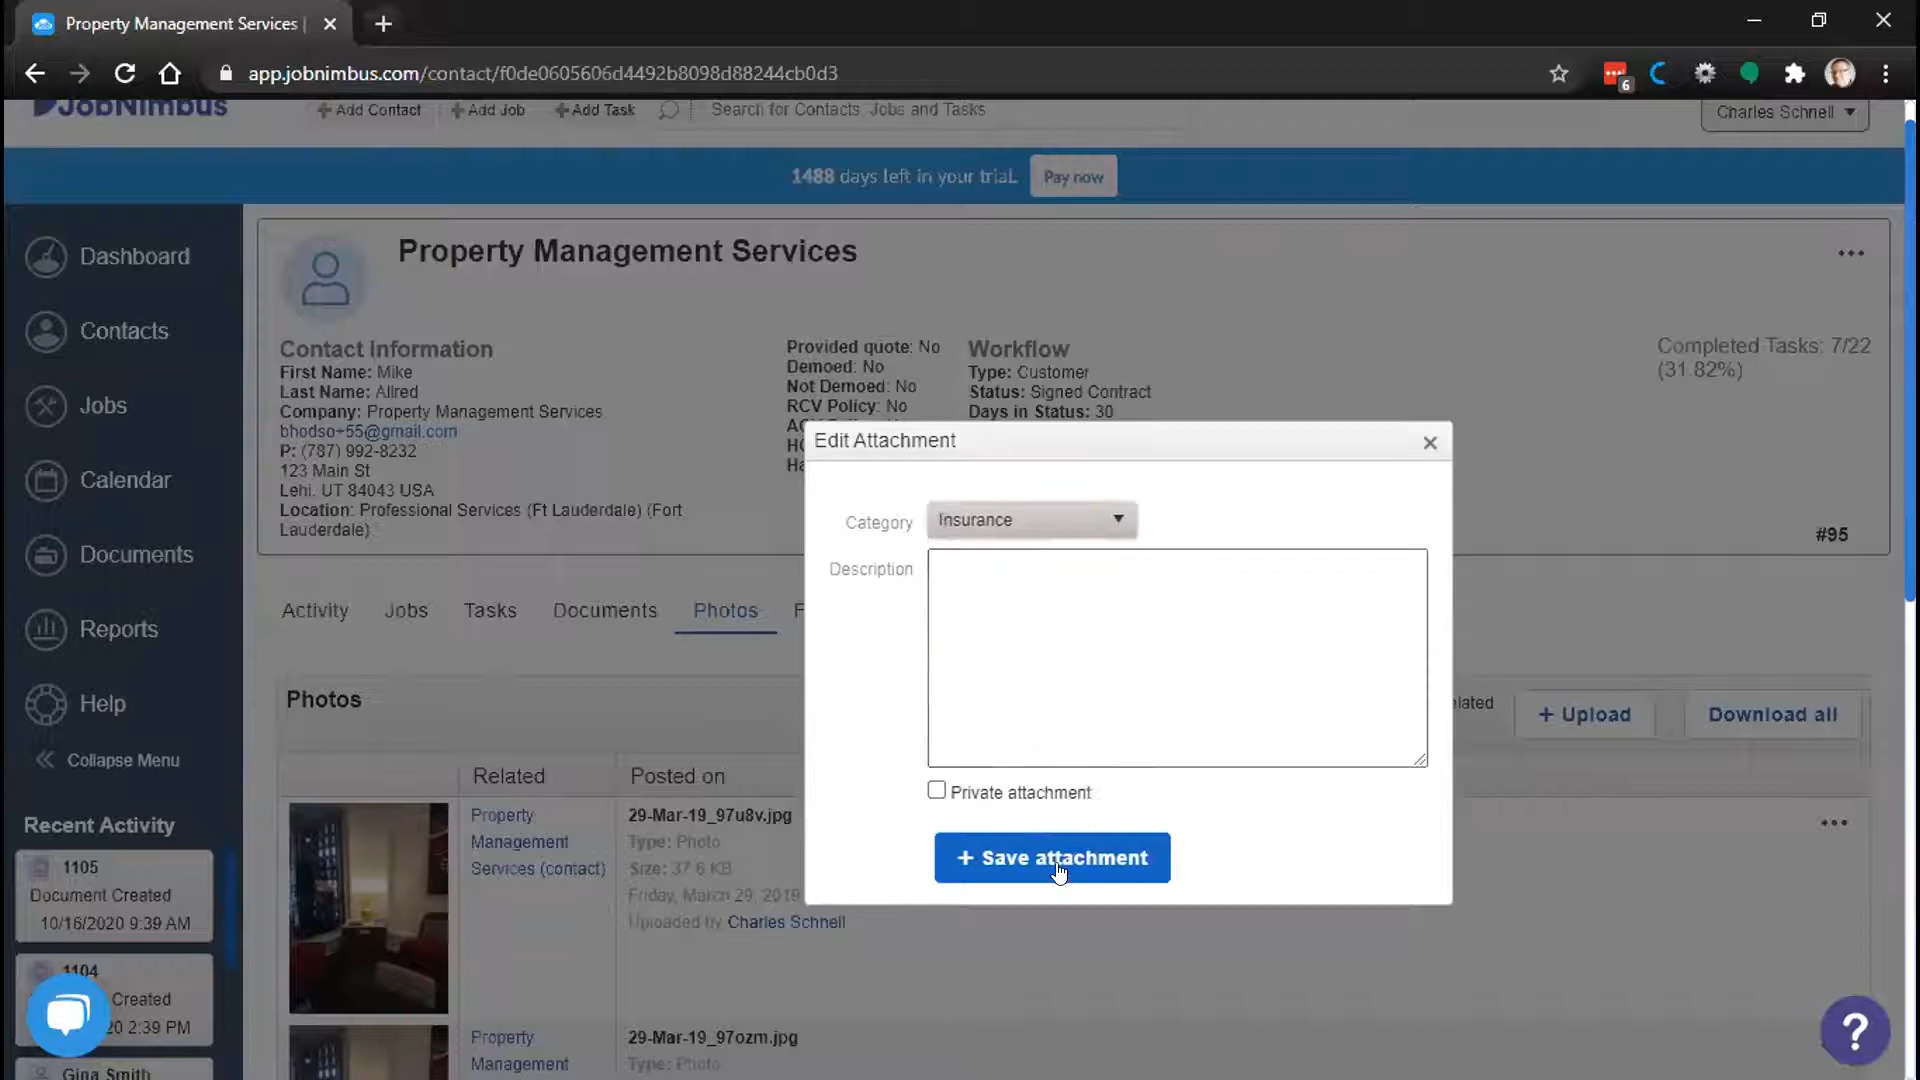 Property Management Services |
app.jobnimbus.com/contact/f0de0605606d4492b8098d88244cb0d3
6
JobNimbus
+ Add Contact
+ Add Job
+ Add Task
Search for Contacts, Jobs and Tasks
Charles Schnell
1488 days left in your trial.
Pay now
Dashboard
Contacts
Jobs
Calendar
Documents
Reports
Help
Collapse Menu
Recent Activity
1105
Document Created
10/16/2020 9:39 AM
1104
Created
20 2:39 PM
Gina Smith
Property Management Services
Contact Information
First Name: Mike
Last Name: Allred
Company: Property Management Services
bhodso+55@gmail.com
P: (787) 992-8232
123 Main St
Lehi, UT 84043 USA
Location: Professional Services (Ft Lauderdale) (Fort
Lauderdale)
Provided quote: No
Demoed: No
Not Demoed: No
RCV Policy: No
Workflow
Type: Customer
Status: Signed Contract
Days in Status: 30
Completed Tasks: 7/22
(31.82%)
#95
Activity
Jobs
Tasks
Documents
Photos
Photos
+ Upload
Download all
Related
Posted on
Property
Management
Services (contact)
29-Mar-19_97u8v.jpg
Type: Photo
Size: 37.6 KB
Friday, March 29, 2019
Uploaded by Charles Schnell
Property
Management
29-Mar-19_97ozm.jpg
Type: Photo
Edit Attachment
Category
Insurance
Description
Private attachment
+ Save attachment
?